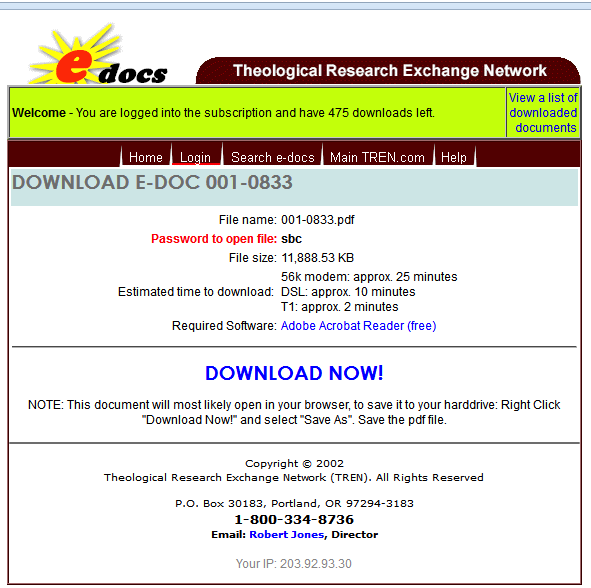 e docs
Theological Research Exchange Network
Welcome - You are logged into the subscription and have 475 downloads left.
View a list of
downloaded
documents
Home Login Search e-docs Main TREN.com Help
DOWNLOAD E-DOC 001-0833
File name: 001-0833.pdf
Password to open file: sbc
File size: 11,888.53 KB
56k modem: approx. 25 minutes
Estimated time to download: DSL: approx. 10 minutes
T1: approx. 2 minutes
Required Software: Adobe Acrobat Reader (free)
DOWNLOAD NOW!
NOTE: This document will most likely open in your browser, to save it to your harddrive: Right Click
"Download Now!" and select "Save As". Save the pdf file.
Copyright © 2002
Theological Research Exchange Network (TREN). All Rights Reserved
P.O. Box 30183, Portland, OR 97294-3183
1-800-334-8736
Email: Robert Jones, Director
Your IP: 203.92.93.30